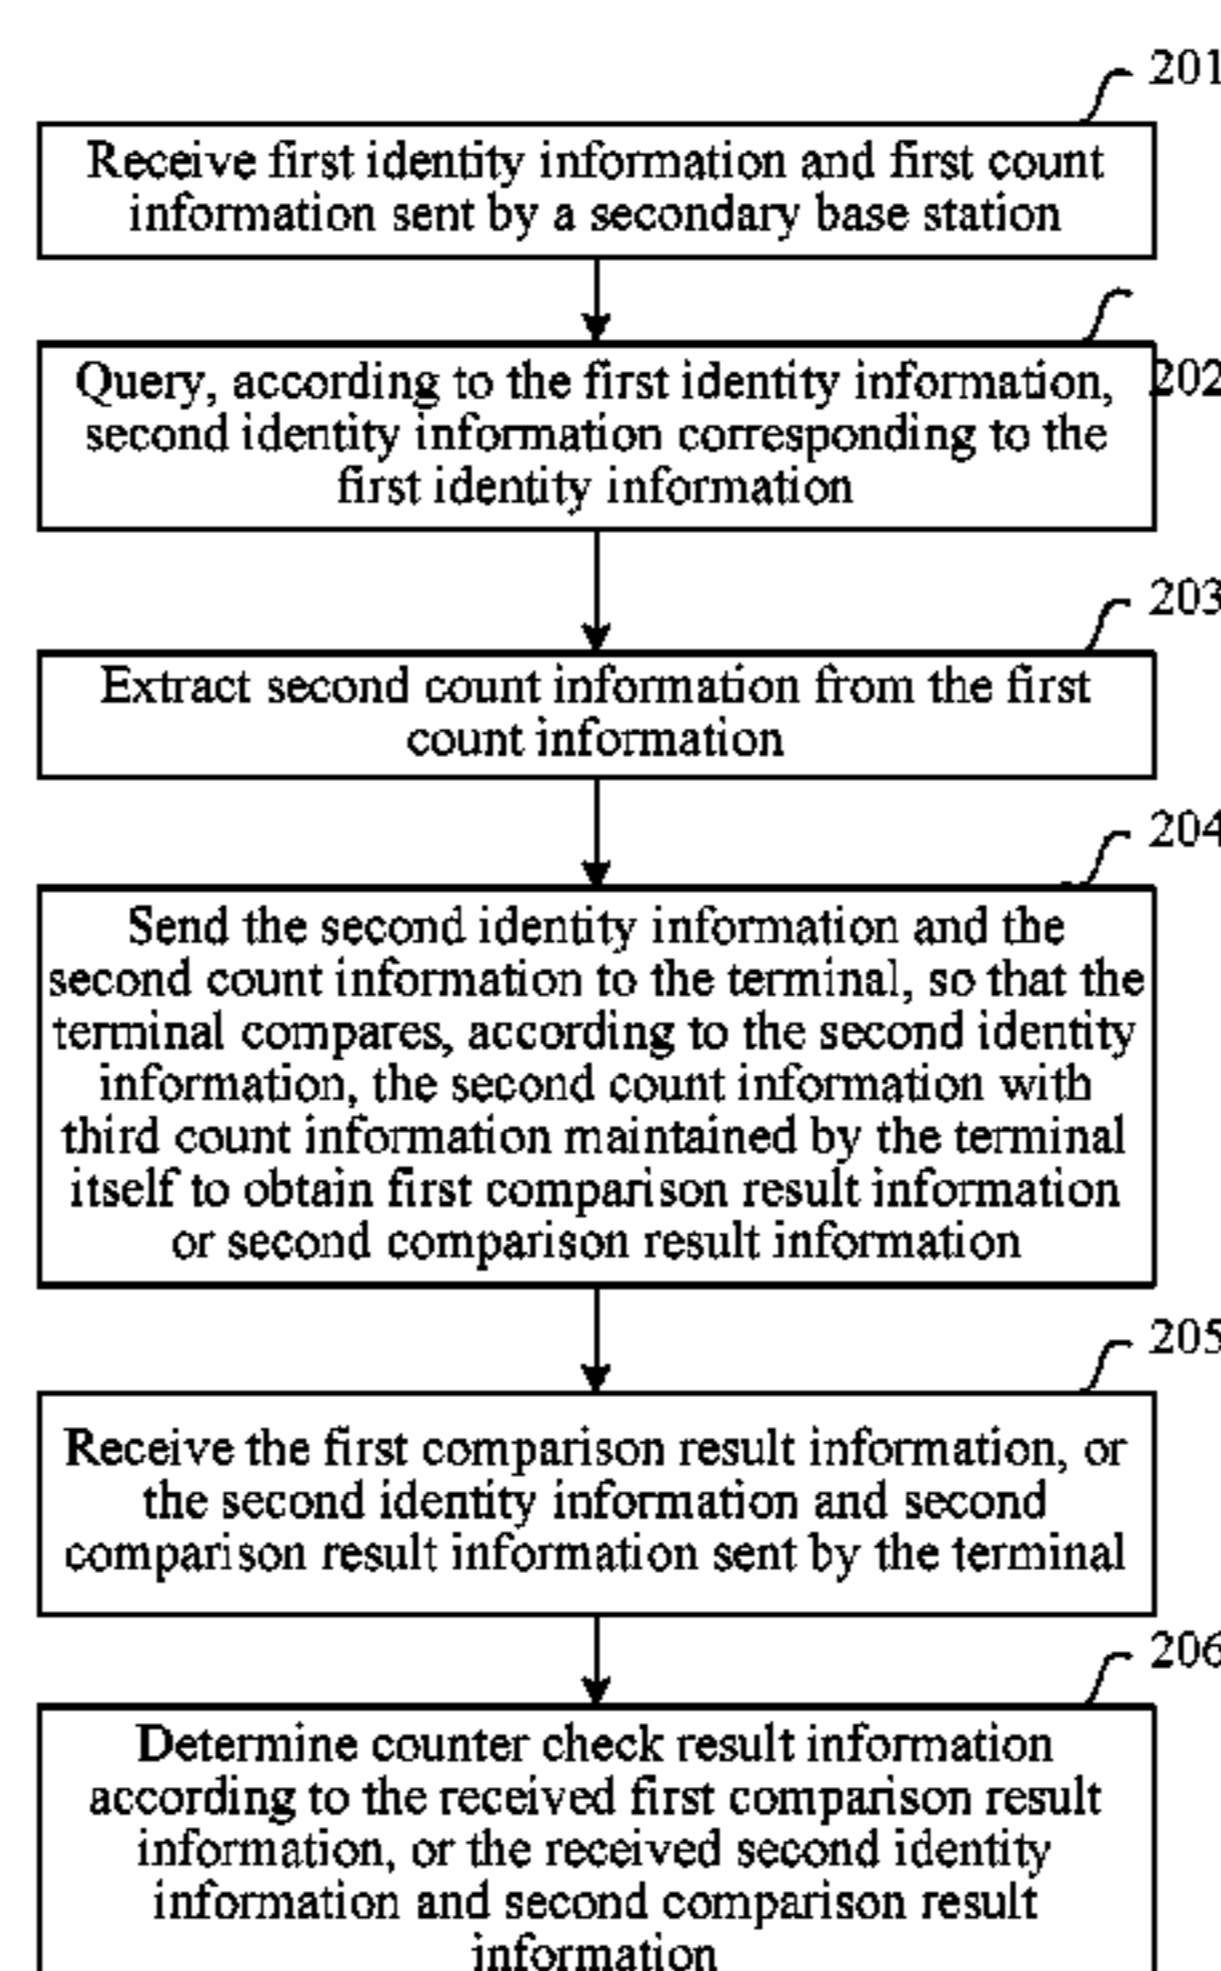 201
Receive first identity information and first count
information sent by a secondary base station
202
Query, according to the first identity information,
second identity information corresponding to the
first identity information
203
Extract second count information from the first
count information
204
Send the second identity information and the
second count information to the terminal, so that the
terminal compares, according to the second identity
information, the second count information with
third count information maintained by the terminal
itself to obtain first comparison result information
or second comparison result information
205
Receive the first comparison result information, or
the second identity information and second
comparison result information sent by the terminal
206
Determine counter check result information
according to the received first comparison result
information, or the received second identity
information and second comparison result
information